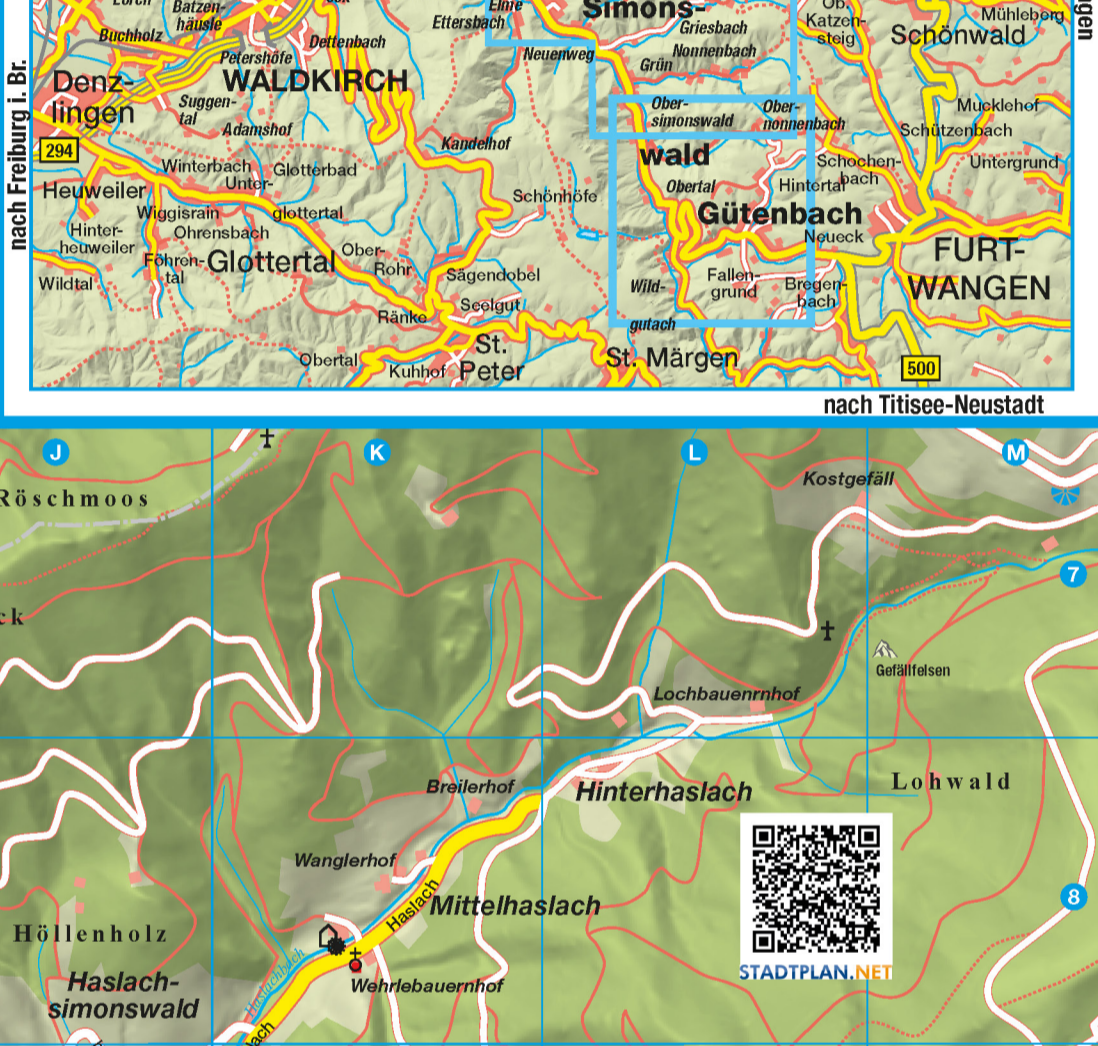 Batzen-
häusle
Buchholz
Dettenbach
Petershöfe
WALDKIRCH
Denz-
lingen
Suggen-
tal
Adamshof
294
Winterbach
Glotterbad
Unter-
glottertal
Heuweiler
Wiggisrain
Ohrensbach
Hinter-
heuweiler
Föhren-
tal
Glottertal
Ober-
Rohr
Wildtal
Ränke
Obertal
Kuhhof
St.
Peter
Seelgut
Sägendobel
Schönhöfe
Kandelhof
Ettersbach
Neuenweg
Simons-
Griesbach
Nonnenbach
Grün
Ober-
simonswald
Ober-
nonnenbach
wald
Obertal
Gütenbach
Hintertal
Schochen-
bach
Neueck
Fallen-
grund
Bregen-
bach
Wild-
gutach
St. Märgen
Ob.
Katzen-
steig
Schönwald
Mühleberg
Mucklehof
Schützenbach
Untergrund
FURT-
WANGEN
500
nach Freiburg i. Br.
nach Titisee-Neustadt
J
K
L
M
Röschmoos
Kostgefäll
7
Gefällfelsen
Lochbauenrnhof
Breilerhof
Hinterhaslach
Lohwald
Wanglerhof
Haslach
Mittelhaslach
8
Höllenholz
Haslach-
simonswald
Haslachbach
Wehrlebauernhof
STADTPLAN.NET